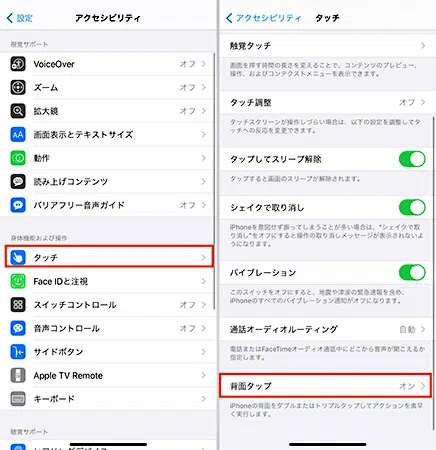 設定
アクセシビリティ
視覚サポート
VoiceOver オフ
ズーム オフ
拡大鏡 オフ
画面表示とテキストサイズ
動作
読み上げコンテンツ
バリアフリー音声ガイド オフ
身体機能および操作
タッチ
Face IDと注視
スイッチコントロール オフ
音声コントロール オフ
サイドボタン
Apple TV Remote
キーボード
聴覚サポート
アクセシビリティ
タッチ
触覚タッチ
画面を押す時間の長さを変えることで、コンテンツのプレビュー、
操作、およびコンテクストメニューを表示できます。
タッチ調整 オフ
タッチスクリーンが操作しづらい場合は、以下の設定を調整してタ
ッチへの反応を変更できます。
タップしてスリープ解除
タップすると画面のスリープが解除されます。
シェイクで取り消し
iPhoneを意図せず振ってしまうことが多い場合は、"シェイクで取
り消し"をオフにすると操作の取り消しメッセージが表示されないよ
うになります。
バイブレーション
このスイッチをオフにすると、地震や津波の緊急速報を含め、
iPhoneのすべてのバイブレーション通知がオフになります。
通話オーディオルーティング 自動
電話またはFaceTimeオーディオ通話中にどこから音声が聞こえるか
指定します。
背面タップ オン
iPhoneの背面をダブルまたはトリプルタップしてアクションを素早
く実行します。